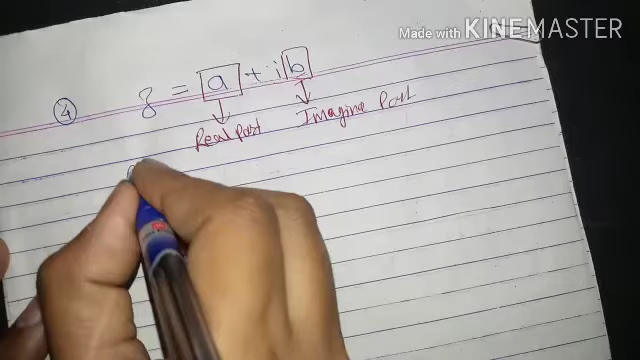 Made with KINEMASTER
4 z = a + ib
Real Part Imagine Part